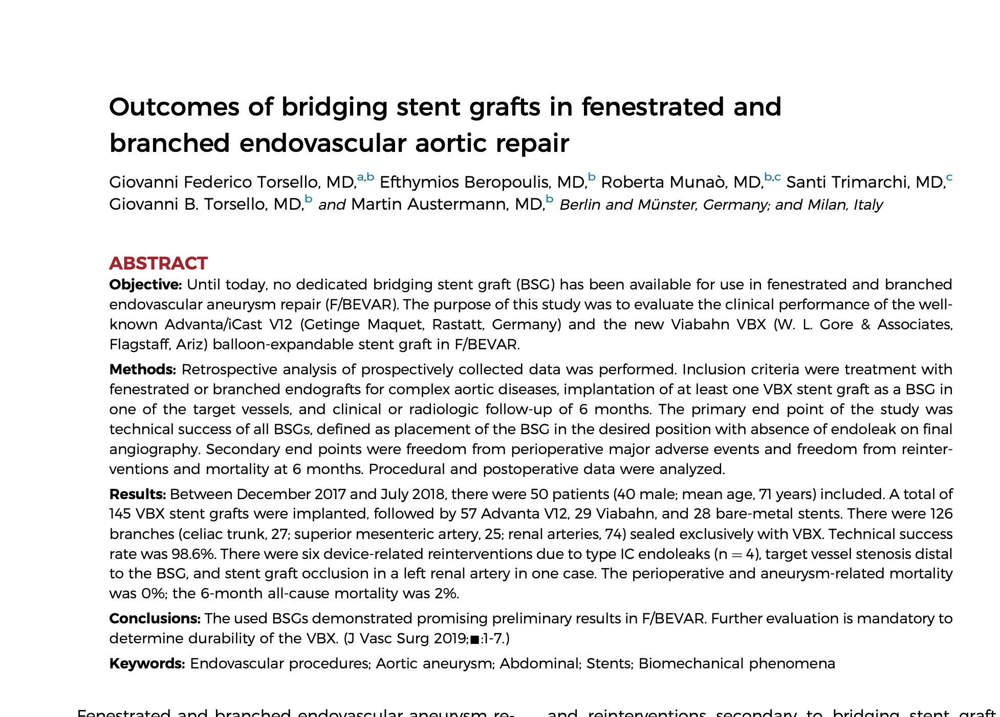 Outcomes of bridging stent grafts in fenestrated and
branched endovascular aortic repair
Giovanni Federico Torsello, MD,a,b Efthymios Beropoulis, MD,b Roberta Munaò, MD,b,c Santi Trimarchi, MD,c
Giovanni B. Torsello, MD,b and Martin Austermann, MD,b Berlin and Münster, Germany; and Milan, Italy
ABSTRACT
Objective: Until today, no dedicated bridging stent graft (BSG) has been available for use in fenestrated and branched
endovascular aneurysm repair (F/BEVAR). The purpose of this study was to evaluate the clinical performance of the well-
known Advanta/iCast V12 (Getinge Maquet, Rastatt, Germany) and the new Viabahn VBX (W. L. Gore & Associates,
Flagstaff, Ariz) balloon-expandable stent graft in F/BEVAR.
Methods: Retrospective analysis of prospectively collected data was performed. Inclusion criteria were treatment with
fenestrated or branched endografts for complex aortic diseases, implantation of at least one VBX stent graft as a BSG in
one of the target vessels, and clinical or radiologic follow-up of 6 months. The primary end point of the study was
technical success of all BSGs, defined as placement of the BSG in the desired position with absence of endoleak on final
angiography. Secondary end points were freedom from perioperative major adverse events and freedom from reinter-
ventions and mortality at 6 months. Procedural and postoperative data were analyzed.
Results: Between December 2017 and July 2018, there were 50 patients (40 male; mean age, 71 years) included. A total of
145 VBX stent grafts were implanted, followed by 57 Advanta V12, 29 Viabahn, and 28 bare-metal stents. There were 126
branches (celiac trunk, 27; superior mesenteric artery, 25; renal arteries, 74) sealed exclusively with VBX. Technical success
rate was 98.6%. There were six device-related reinterventions due to type IC endoleaks (n = 4), target vessel stenosis distal
to the BSG, and stent graft occlusion in a left renal artery in one case. The perioperative and aneurysm-related mortality
was 0%; the 6-month all-cause mortality was 2%.
Conclusions: The used BSGs demonstrated promising preliminary results in F/BEVAR. Further evaluation is mandatory to
determine durability of the VBX. (J Vasc Surg 2019;■:1-7.)
Keywords: Endovascular procedures; Aortic aneurysm; Abdominal; Stents; Biomechanical phenomena
Fenestrated and branched endovascular aneurysm re-
and reinterventions secondary to bridging stent graft